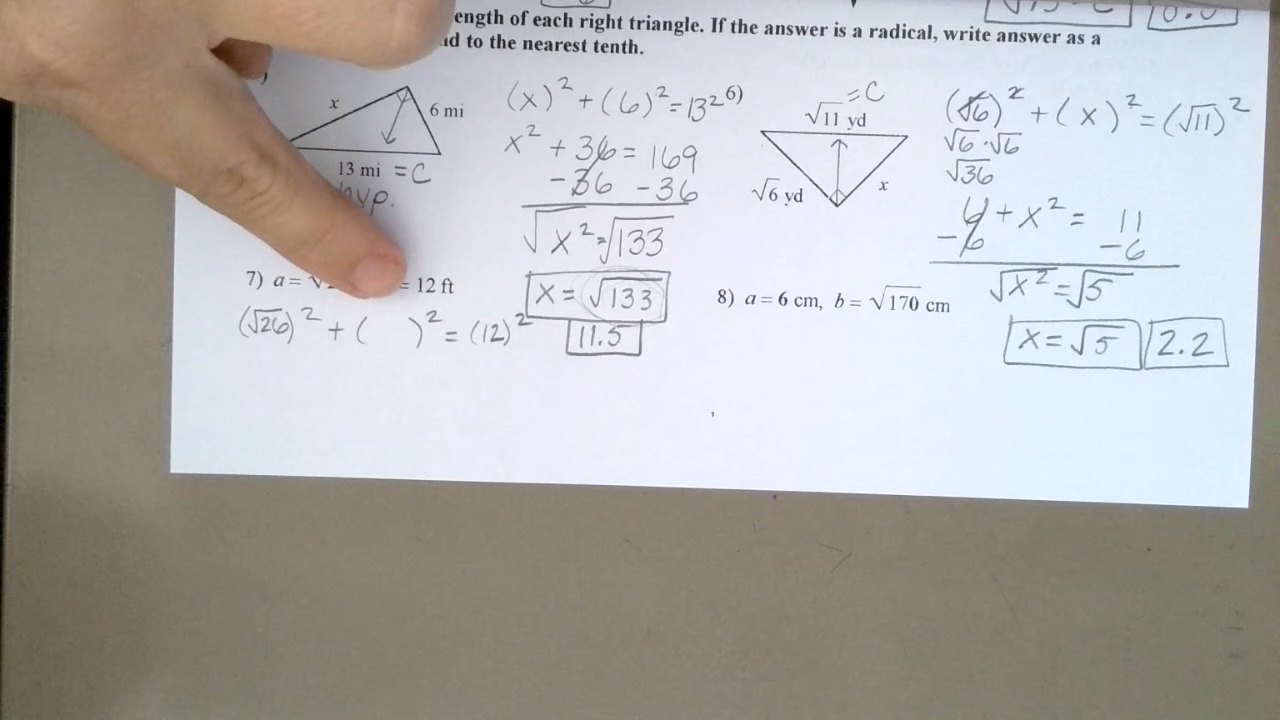 ength of each right triangle. If the answer is a radical, write answer as a
to the nearest tenth.
x
6 mi
13 mi = C
hyp.
(x)² + (6)² = 13²
x² + 36 = 169
-36 -36
√x² = √133
x = √133
11.5
6)
= C
√11 yd
√6 yd
x
(√6)² + (x)² = (√11)²
√6 · √6
√36
6 + x² = 11
-6 -6
√x² = √5
x = √5 2.2
7) a = = 12 ft
(√26)² + ( )² = (12)²
8) a = 6 cm, b = √170 cm